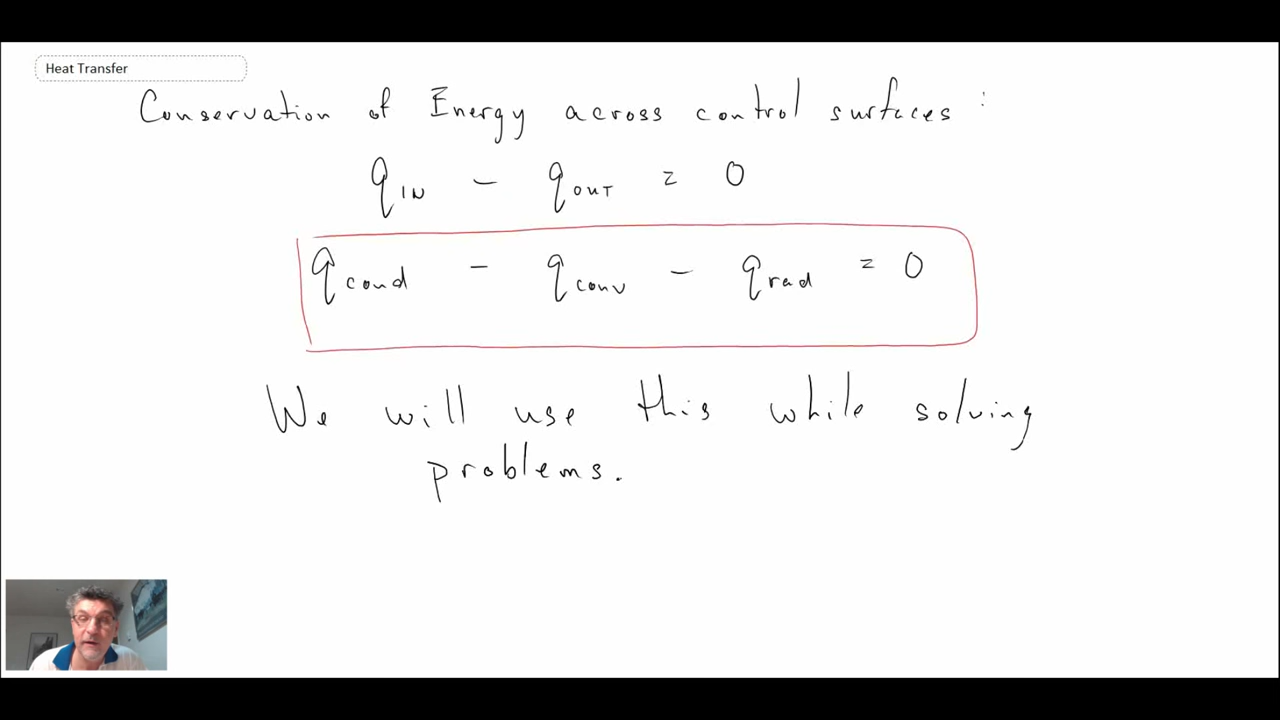 Heat Transfer
Conservation of Energy across control surfaces :
q_IN - q_OUT = 0
q_cond - q_conv - q_rad = 0
We will use this while solving
problems.